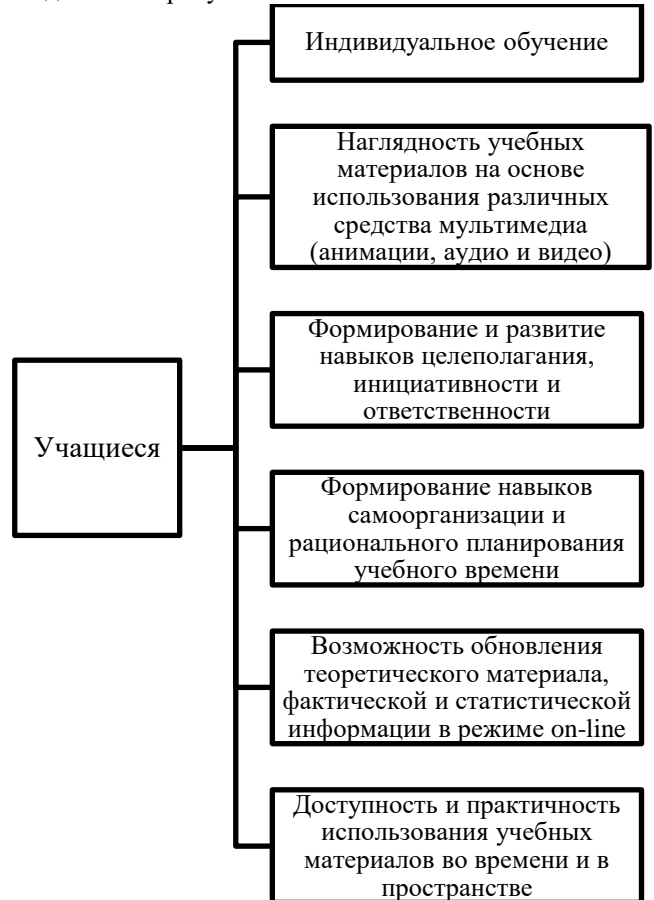 Индивидуальное обучение
Наглядность учебных
материалов на основе
использования различных
средства мультимедиа
(анимации, аудио и видео)
Формирование и развитие
навыков целеполагания,
инициативности и
ответственности
Учащиеся
Формирование навыков
самоорганизации и
рационального планирования
учебного времени
Возможность обновления
теоретического материала,
фактической и статистической
информации в режиме on-line
Доступность и практичность
использования учебных
материалов во времени и в
пространстве